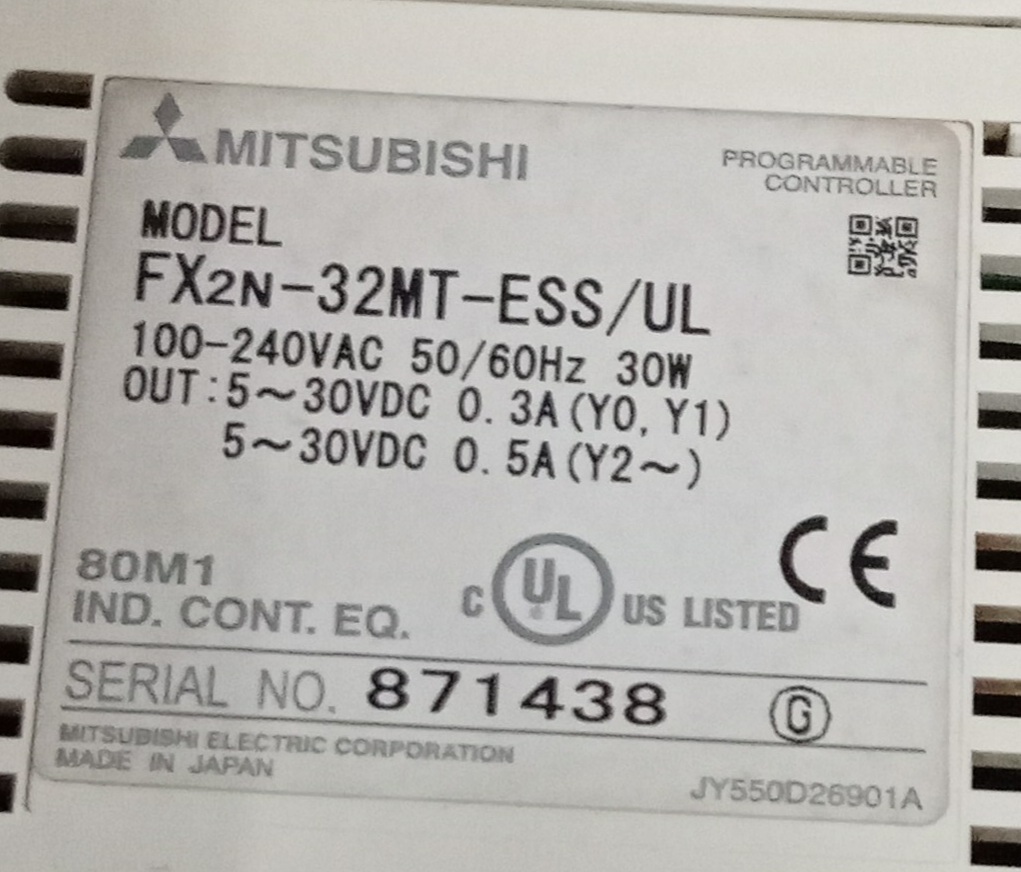 MITSUBISHI
PROGRAMMABLE
CONTROLLER
MODEL
FX2N-32MT-ESS/UL
100-240VAC 50/60Hz 30W
OUT:5～30VDC 0.3A(Y0,Y1)
5～30VDC 0.5A(Y2～)
80M1
IND. CONT. EQ.
C UL US LISTED
CE
SERIAL NO. 871438 G
MITSUBISHI ELECTRIC CORPORATION
MADE IN JAPAN
JY550D26901A